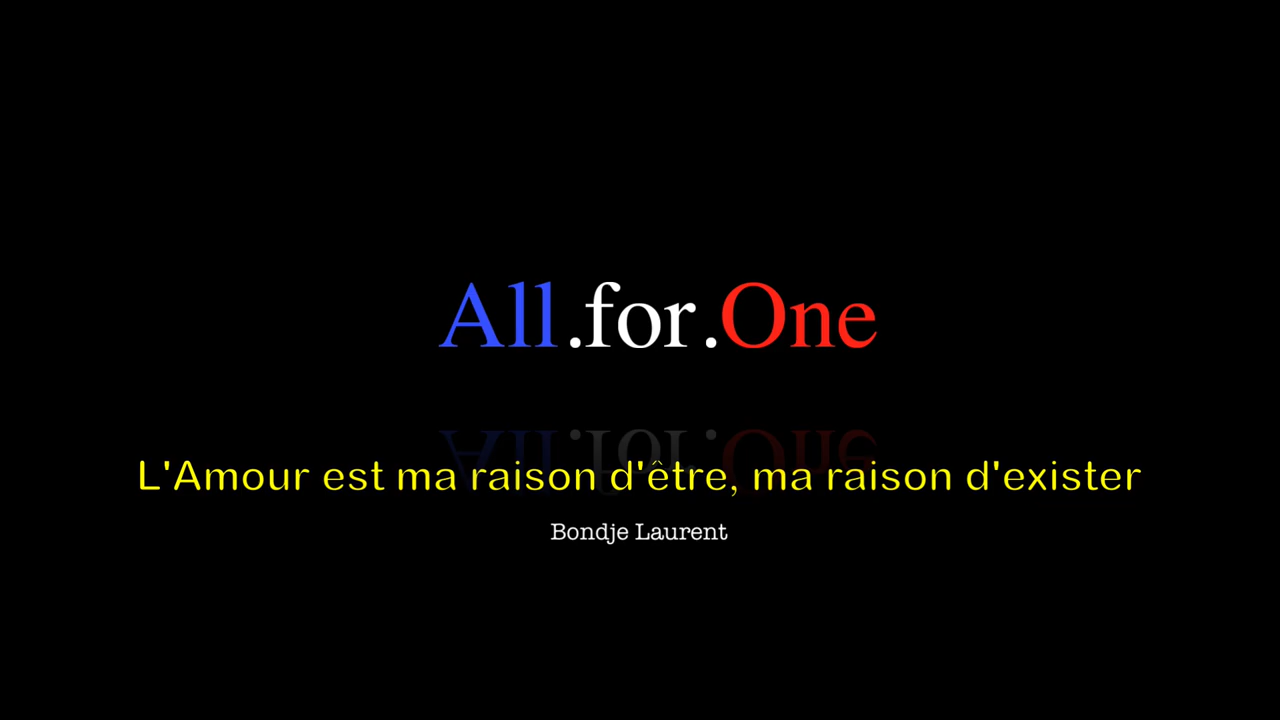 All.for.One
L'Amour est ma raison d'être, ma raison d'exister
Bondje Laurent